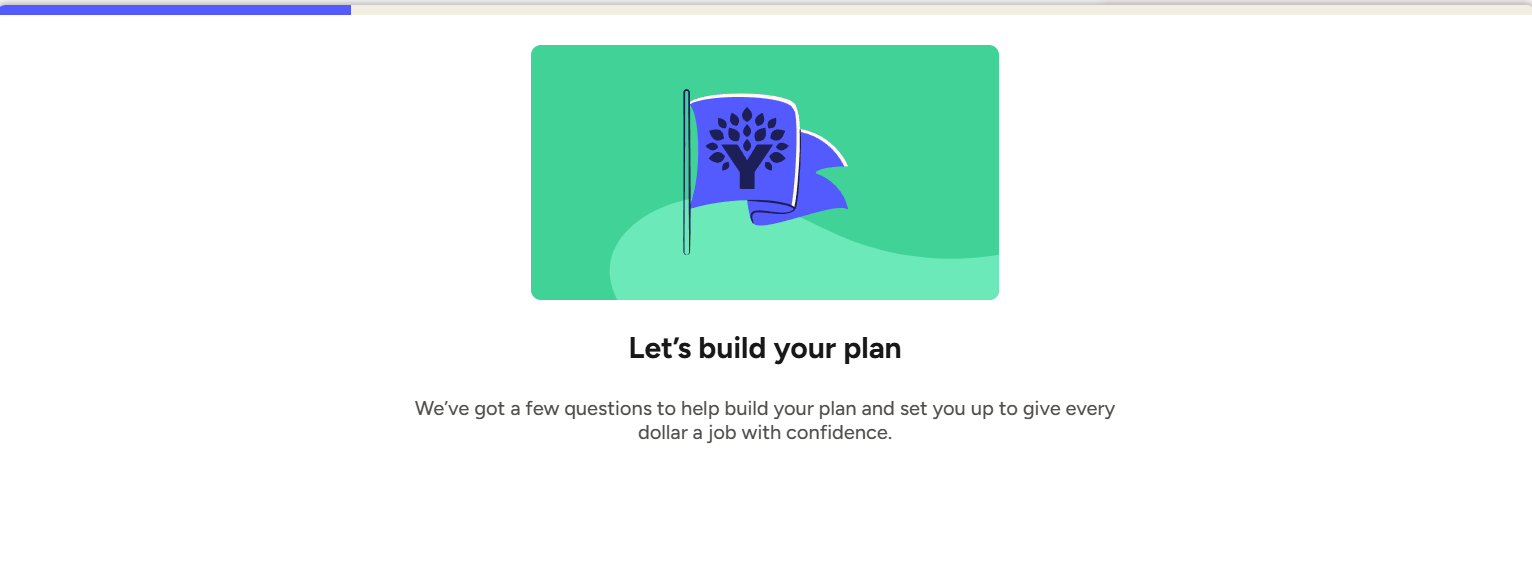 Y
Let’s build your plan
We’ve got a few questions to help build your plan and set you up to give every
dollar a job with confidence.